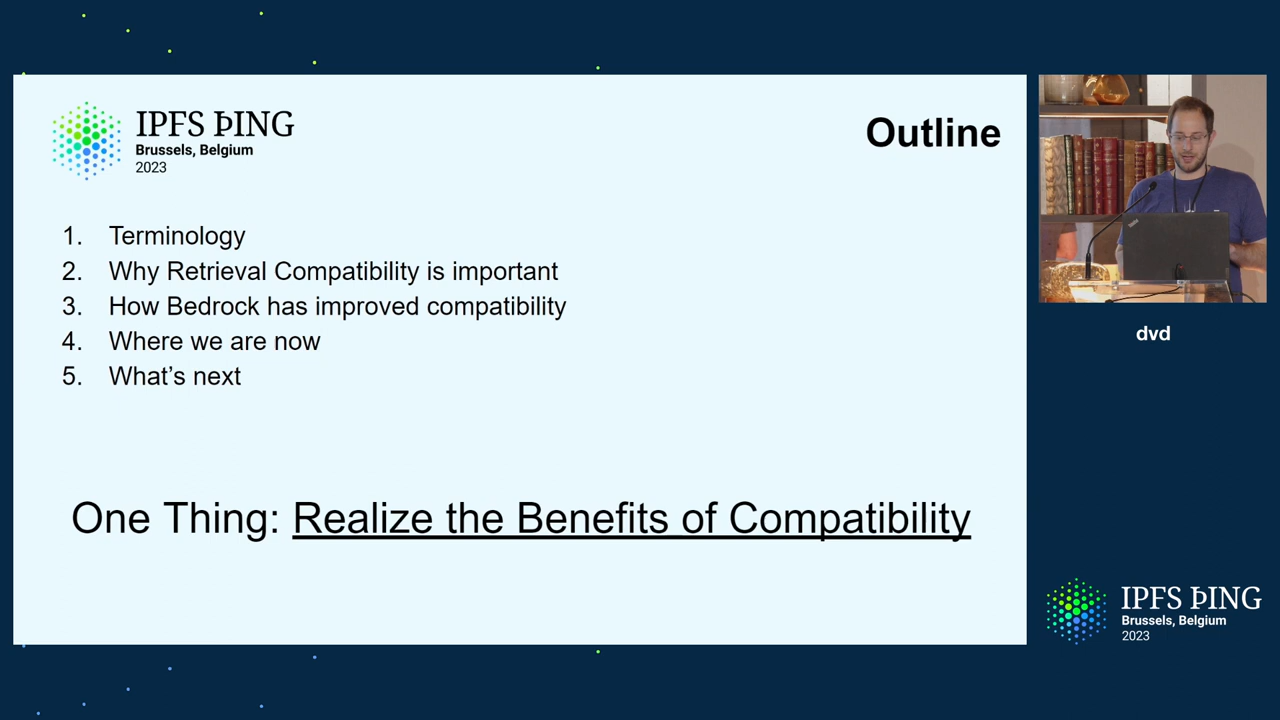 IPFS ÞING
Brussels, Belgium
2023
Outline
1. Terminology
2. Why Retrieval Compatibility is important
3. How Bedrock has improved compatibility
4. Where we are now
5. What’s next
One Thing: Realize the Benefits of Compatibility
dvd
IPFS ÞING
Brussels, Belgium
2023